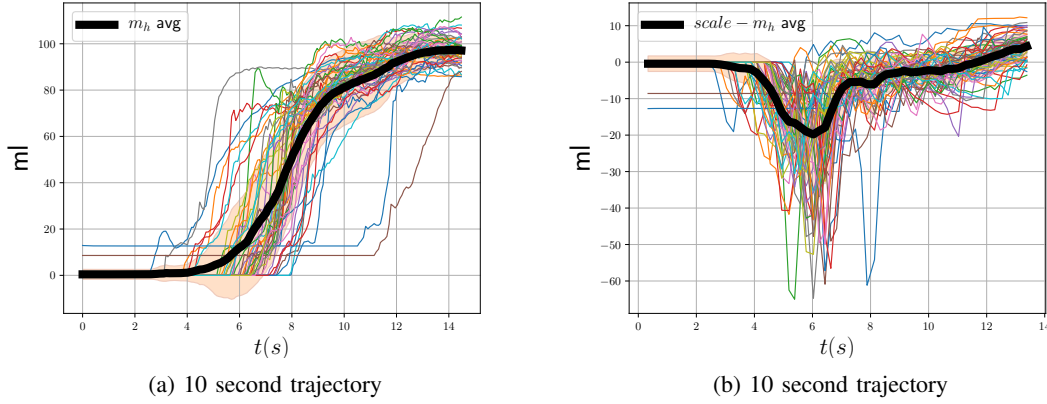 m_h avg
100
80
60
40
20
0
ml
0 2 4 6 8 10 12 14
t(s)
(a) 10 second trajectory
scale − m_h avg
10
0
−10
−20
−30
−40
−50
−60
ml
0 2 4 6 8 10 12 14
t(s)
(b) 10 second trajectory